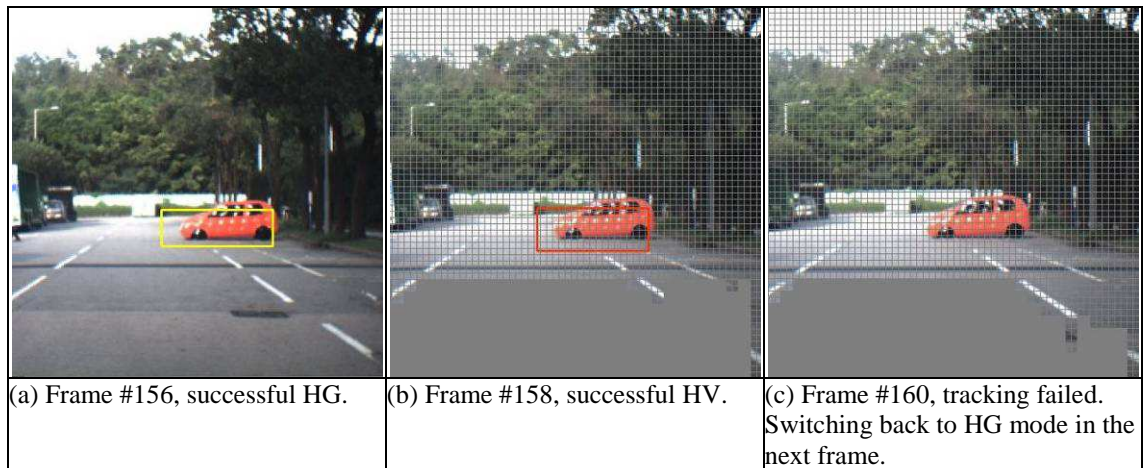 (a) Frame #156, successful HG.
(b) Frame #158, successful HV.
(c) Frame #160, tracking failed.
Switching back to HG mode in the
next frame.